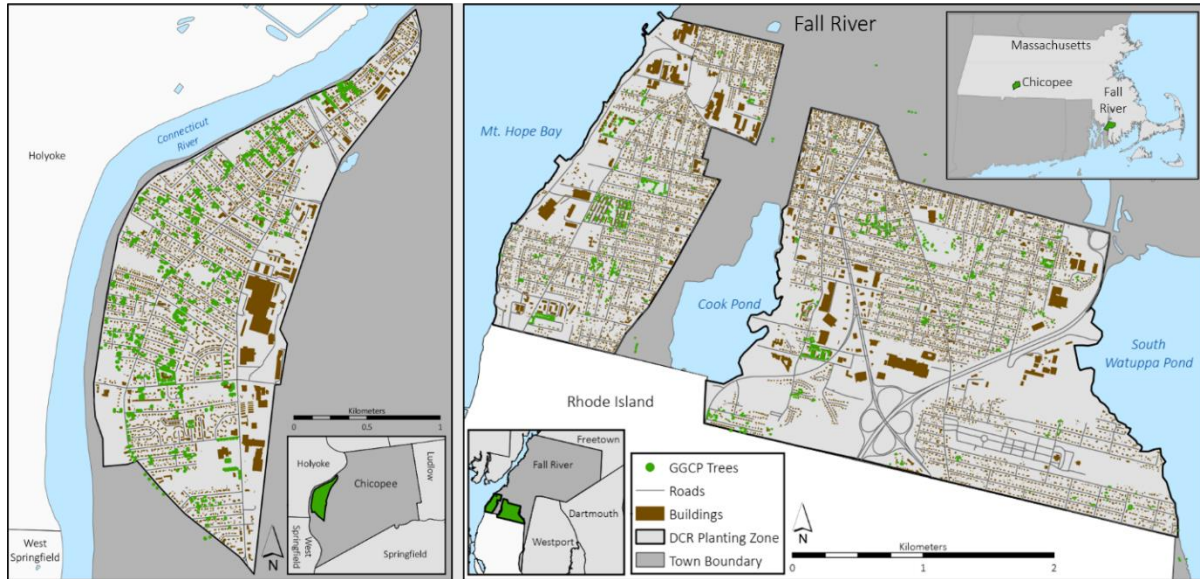 Holyoke
Connecticut
River
West
Springfield
Kilometers
0
0.5
1
N
Holyoke
Chicopee
Ludlow
West
Springfield
Springfield
Fall River
Mt. Hope Bay
Cook Pond
South
Watuppa Pond
Rhode Island
Massachusetts
Chicopee
Fall
River
Freetown
Fall River
Dartmouth
Westport
GGCP Trees
Roads
Buildings
DCR Planting Zone
Town Boundary
N
Kilometers
0
1
2